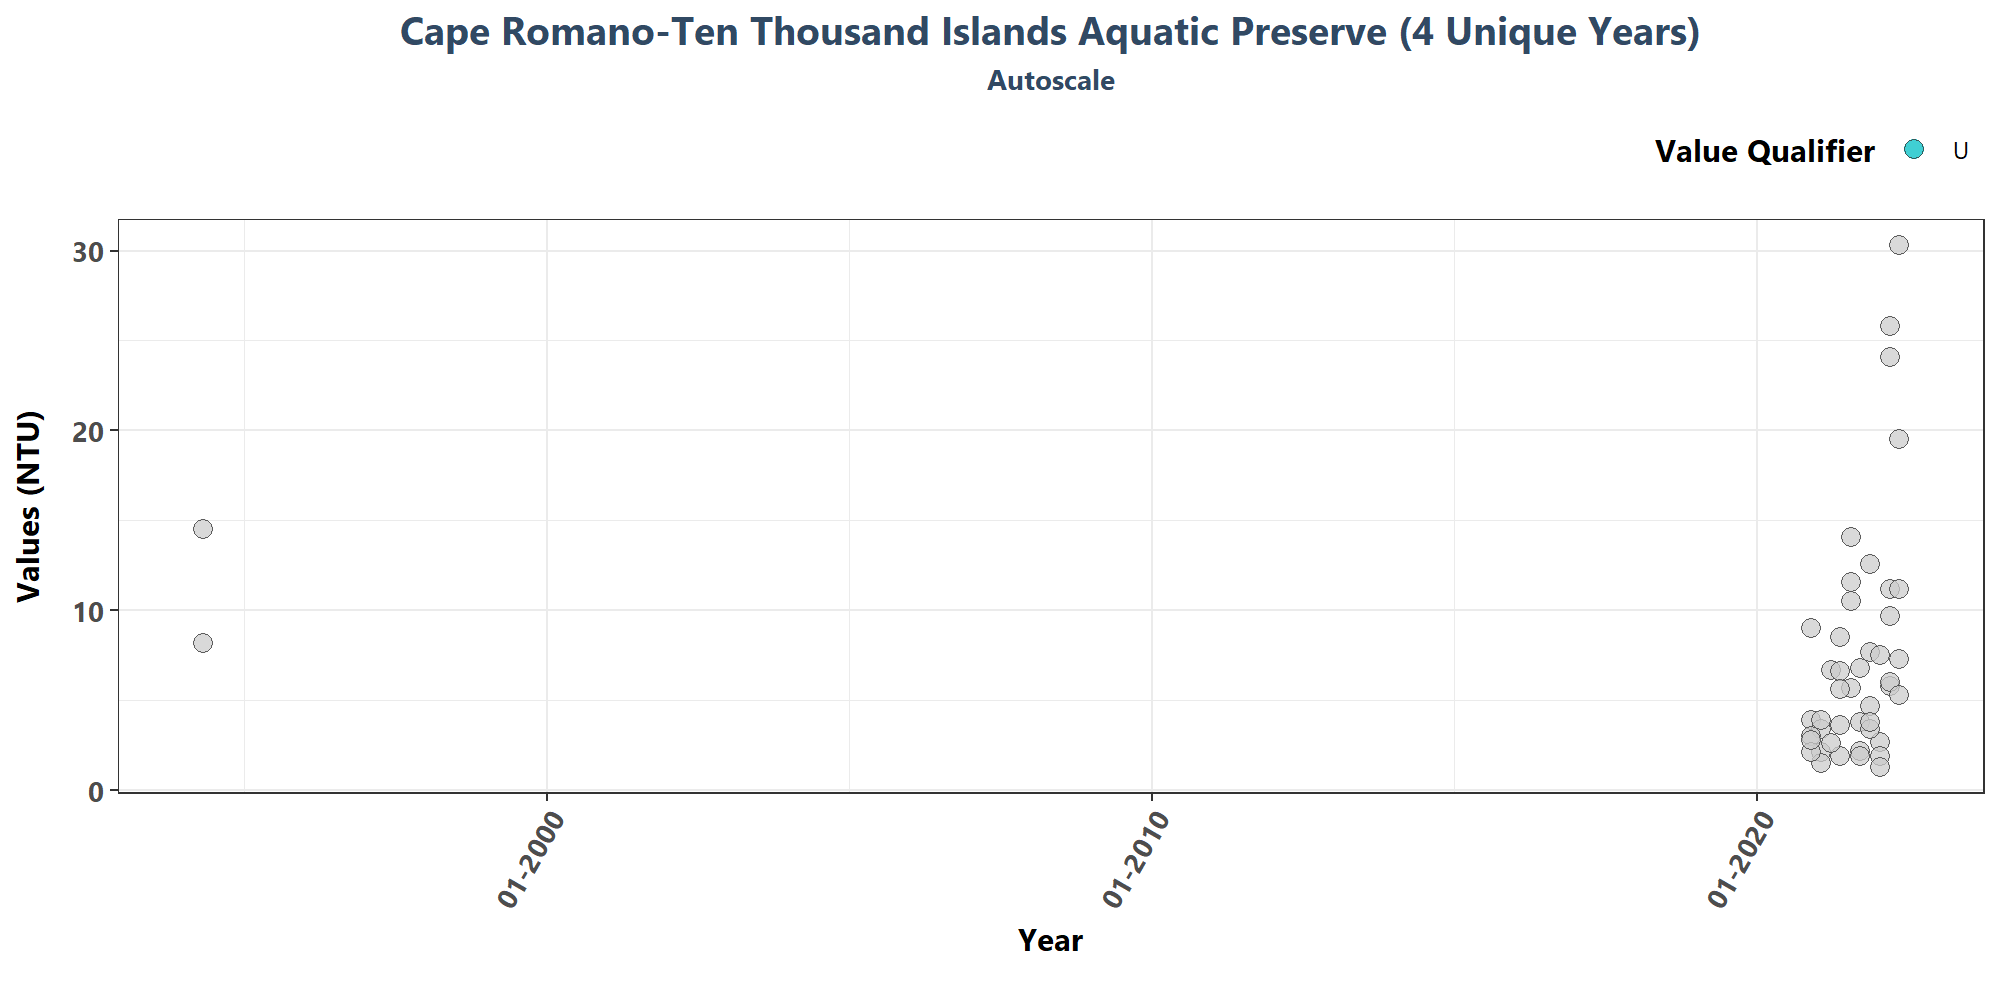 Cape Romano-Ten Thousand Islands Aquatic Preserve (4 Unique Years)
Autoscale
Value Qualifier U
Values (NTU)
30
20
10
0
01-2000
01-2010
01-2020
Year